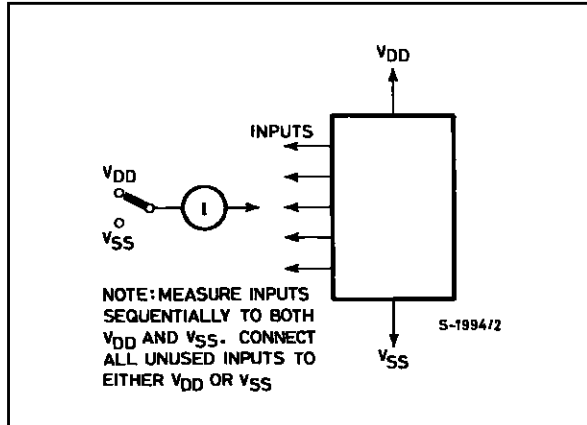 VDD
INPUTS
VDD
I
VSS
NOTE: MEASURE INPUTS
SEQUENTIALLY TO BOTH
VDD AND VSS. CONNECT
ALL UNUSED INPUTS TO
EITHER VDD OR VSS
S-1994/2
VSS